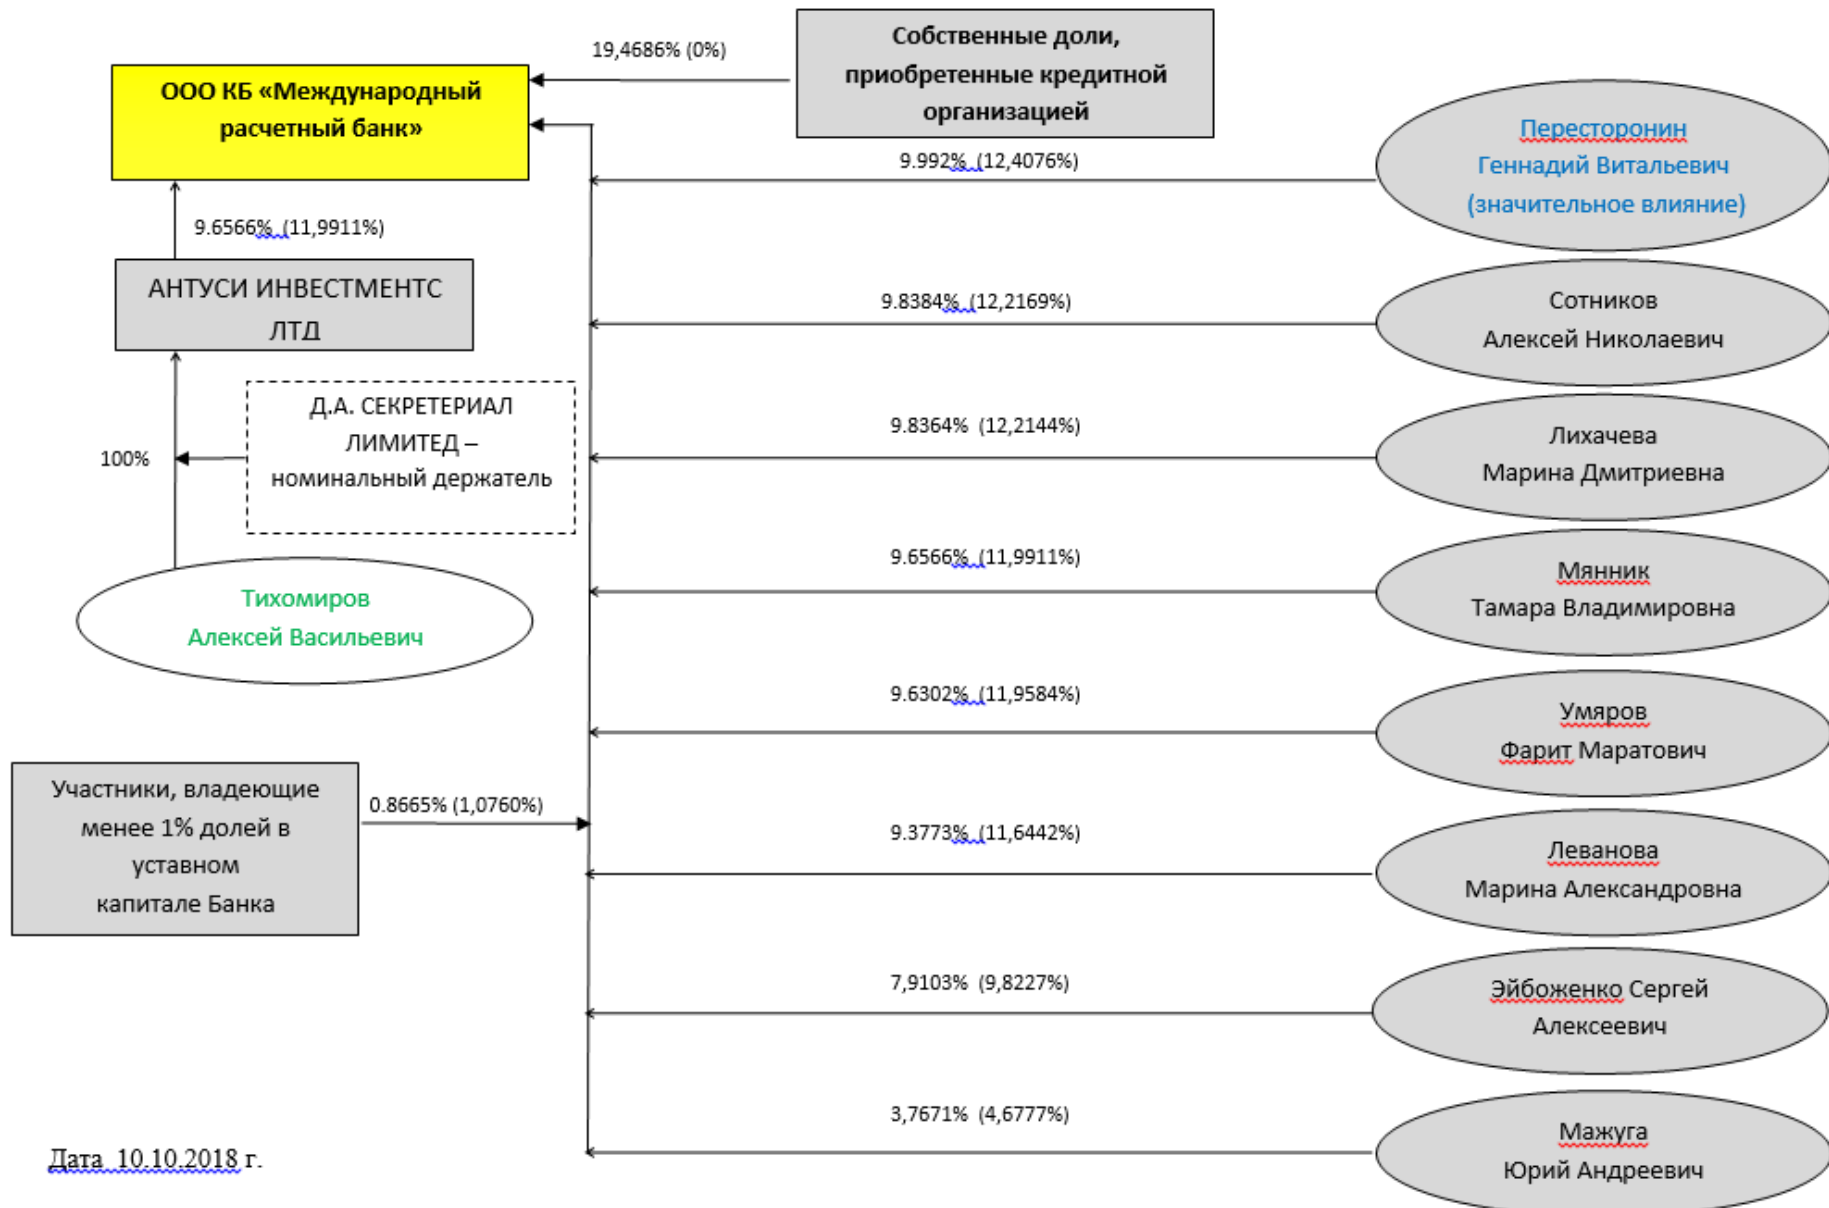 19,4686% (0%)
Собственные доли,
приобретенные кредитной
организацией
ООО КБ «Международный
расчетный банк»
9.992% (12,4076%)
Пересторонин
Геннадий Витальевич
(значительное влияние)
9.6566% (11,9911%)
АНТУСИ ИНВЕСТМЕНТС
ЛТД
9.8384% (12,2169%)
Сотников
Алексей Николаевич
Д.А. СЕКРЕТЕРИАЛ
ЛИМИТЕД –
номинальный держатель
100%
9.8364% (12,2144%)
Лихачева
Марина Дмитриевна
Тихомиров
Алексей Васильевич
9.6566% (11,9911%)
Мянник
Тамара Владимировна
9.6302% (11,9584%)
Умяров
Фарит Маратович
Участники, владеющие
менее 1% долей в
уставном
капитале Банка
0.8665% (1,0760%)
9.3773% (11,6442%)
Леванова
Марина Александровна
7,9103% (9,8227%)
Эйбоженко Сергей
Алексеевич
3,7671% (4,6777%)
Мажуга
Юрий Андреевич
Дата 10.10.2018 г.